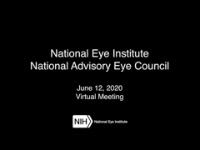 National Eye Institute
National Advisory Eye Council
June 12, 2020
Virtual Meeting
NIH National Eye Institute